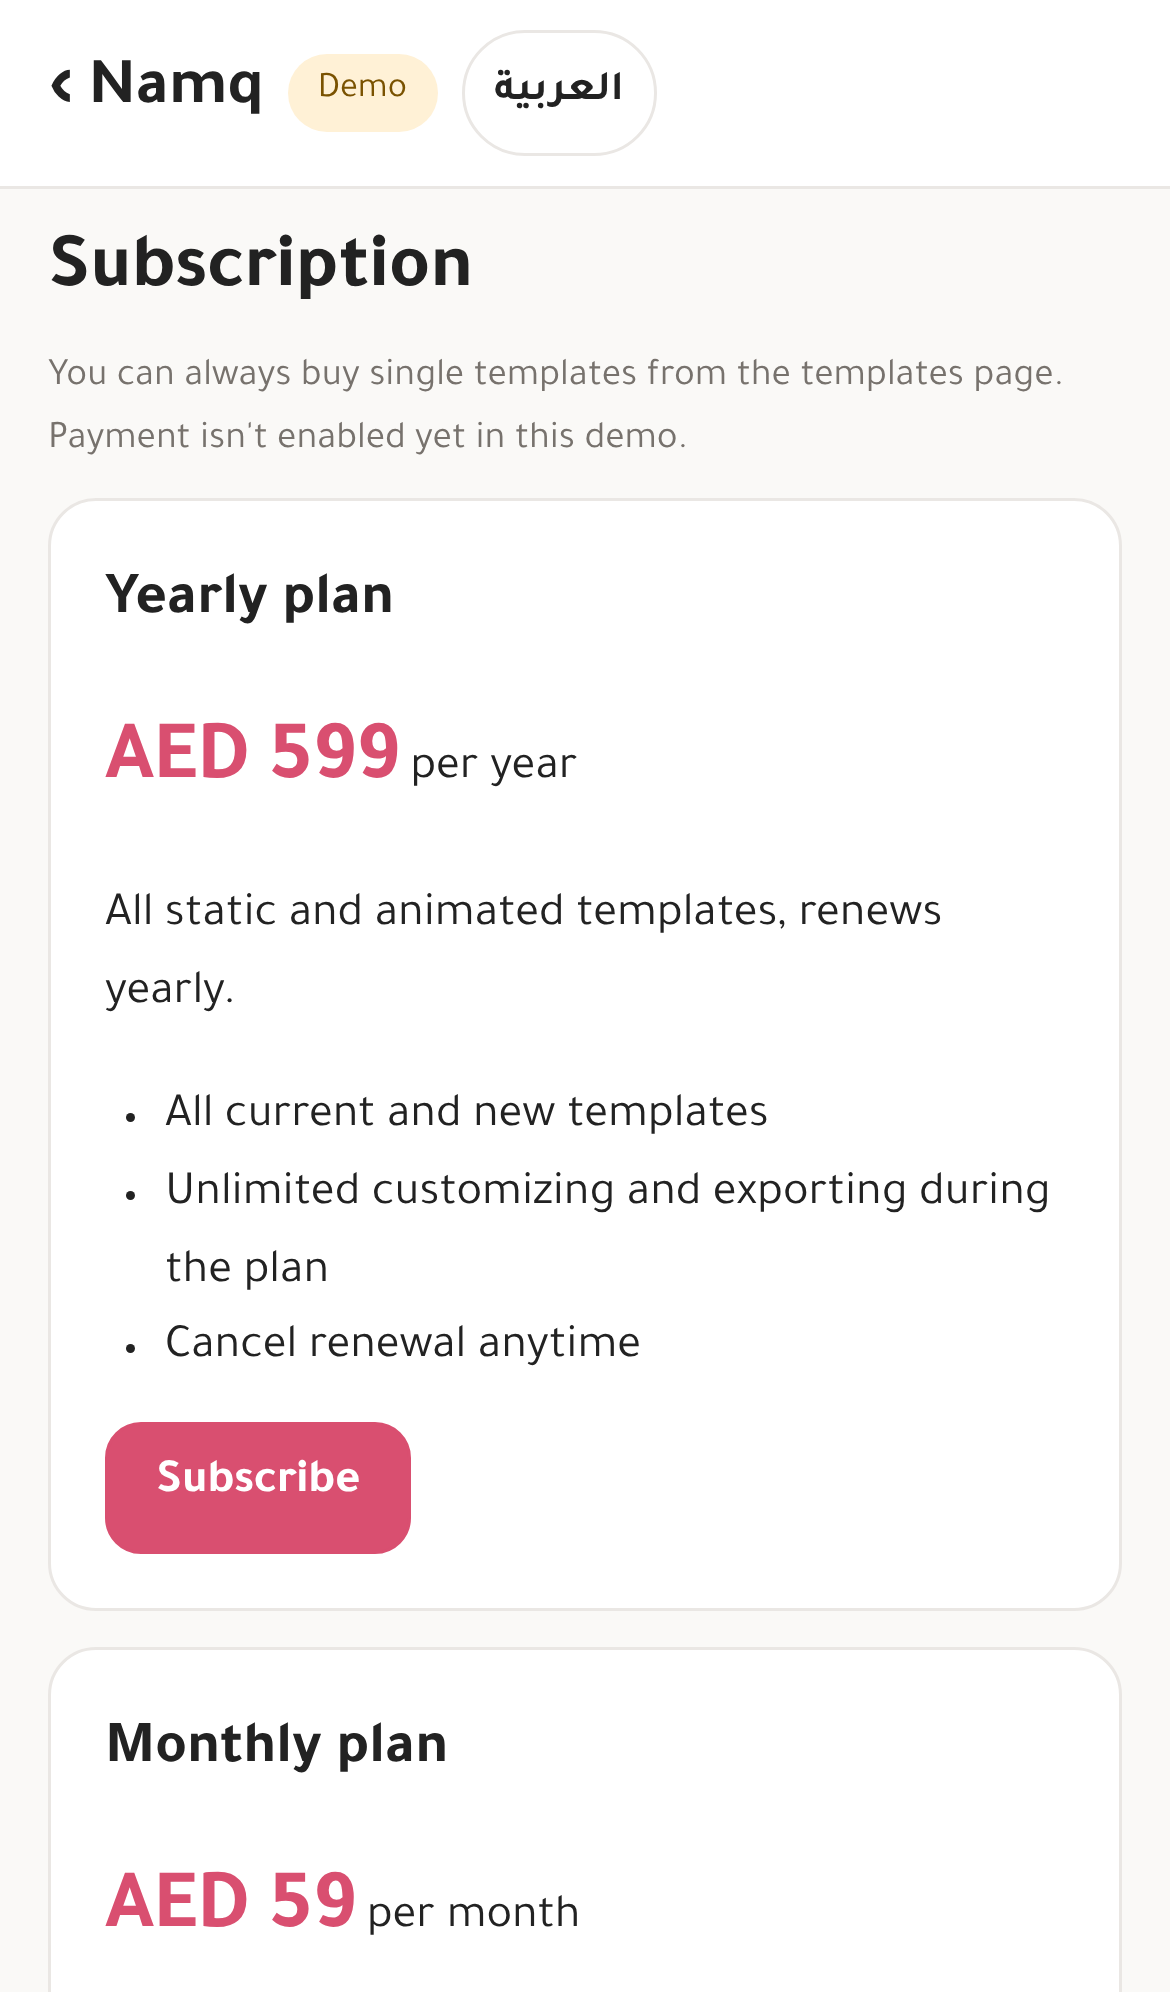 Namq
Demo
العربية
Subscription
You can always buy single templates from the templates page.
Payment isn't enabled yet in this demo.
Yearly plan
AED 599 per year
All static and animated templates, renews
yearly.
• All current and new templates
• Unlimited customizing and exporting during
the plan
• Cancel renewal anytime
Subscribe
Monthly plan
AED 59 per month